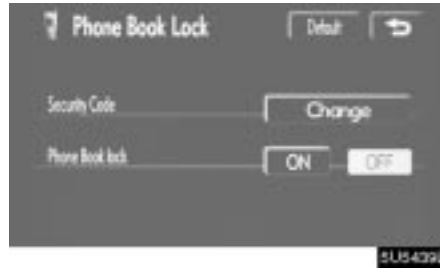 Phone Book Lock Default
Security Code Change
Phone Book lock ON OFF
5U5439